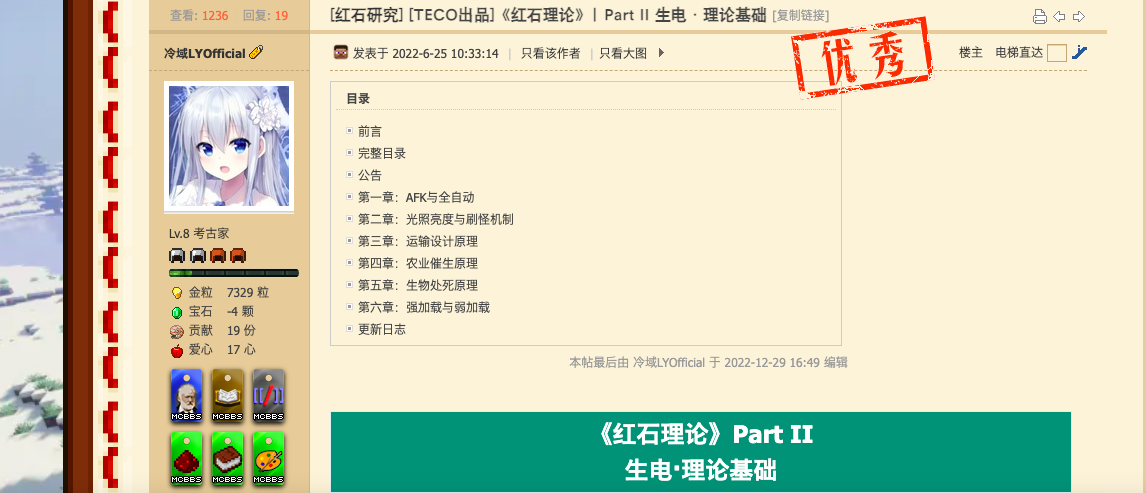 查看: 1236 回复: 19
[红石研究] [TECO出品]《红石理论》| Part II 生电 · 理论基础 [复制链接]
冷域LYOfficial
发表于 2022-6-25 10:33:14 | 只看该作者 | 只看大图
优秀
楼主 电梯直达
目录
前言
完整目录
公告
第一章：AFK与全自动
第二章：光照亮度与刷怪机制
第三章：运输设计原理
第四章：农业催生原理
第五章：生物处死原理
第六章：强加载与弱加载
更新日志
Lv.8 考古家
金粒 7329 粒
宝石 -4 颗
贡献 19 份
爱心 17 心
MCBBS MCBBS MCBBS
MCBBS MCBBS MCBBS
本帖最后由 冷域LYOfficial 于 2022-12-29 16:49 编辑
《红石理论》Part II
生电·理论基础